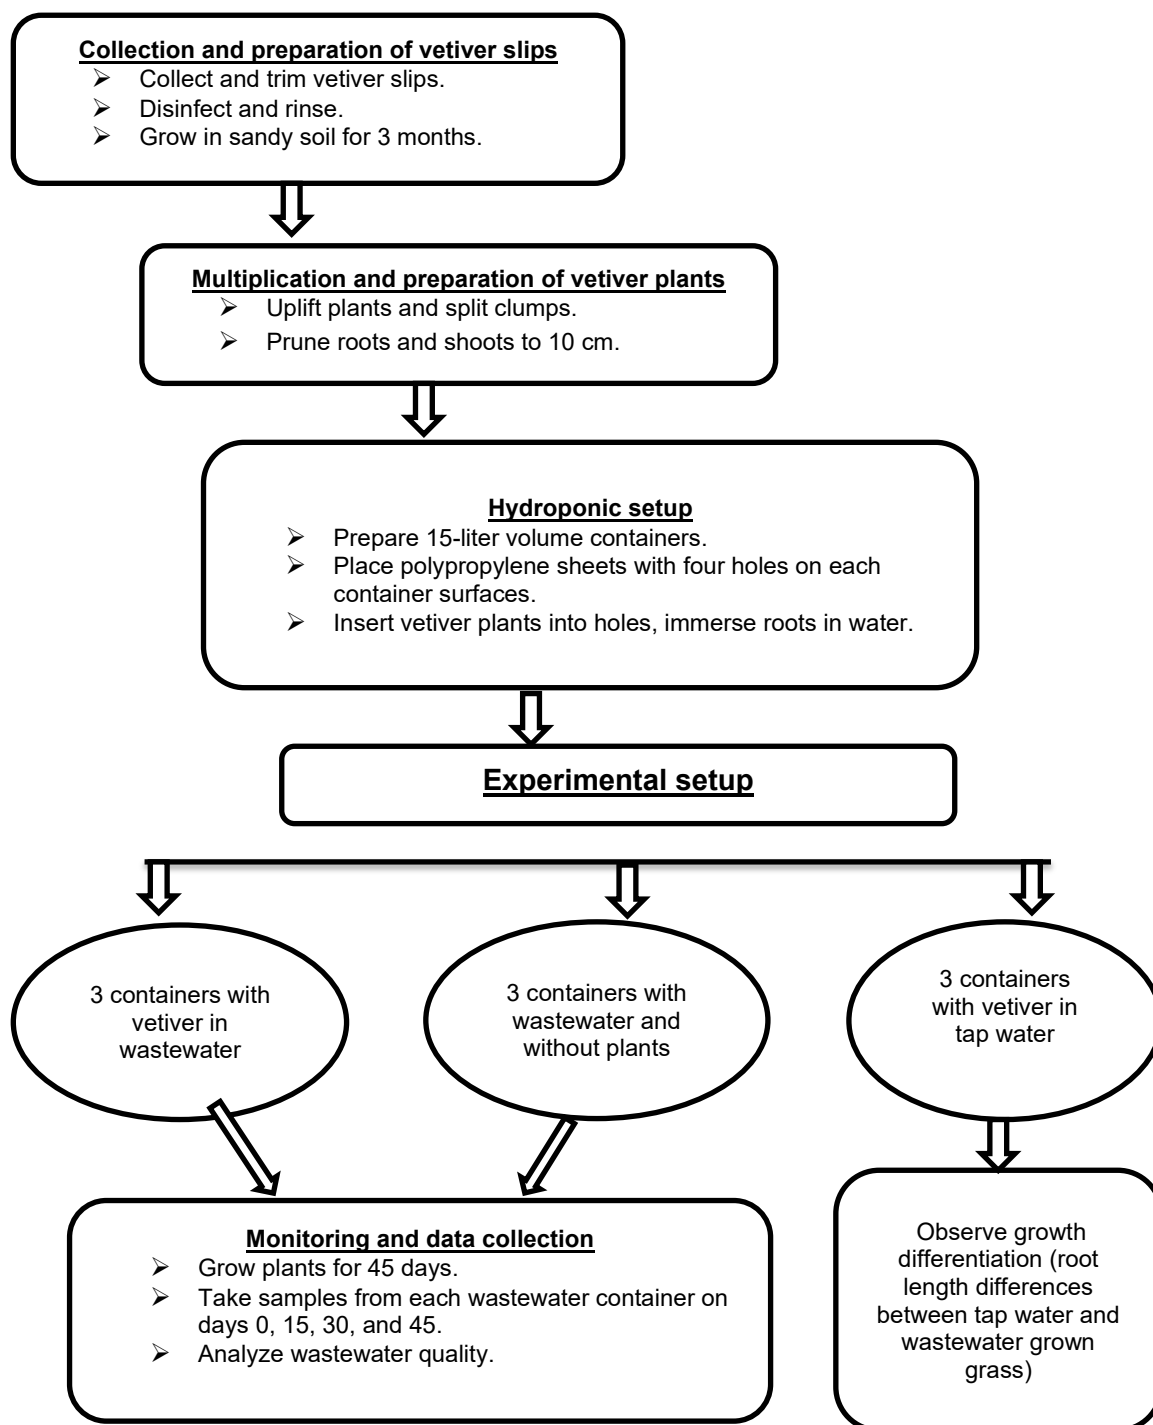 Collection and preparation of vetiver slips
➢ Collect and trim vetiver slips.
➢ Disinfect and rinse.
➢ Grow in sandy soil for 3 months.
Multiplication and preparation of vetiver plants
➢ Uplift plants and split clumps.
➢ Prune roots and shoots to 10 cm.
Hydroponic setup
➢ Prepare 15-liter volume containers.
➢ Place polypropylene sheets with four holes on each
container surfaces.
➢ Insert vetiver plants into holes, immerse roots in water.
Experimental setup
3 containers with
vetiver in
wastewater
3 containers with
wastewater and
without plants
3 containers
with vetiver in
tap water
Monitoring and data collection
➢ Grow plants for 45 days.
➢ Take samples from each wastewater container on
days 0, 15, 30, and 45.
➢ Analyze wastewater quality.
Observe growth
differentiation (root
length differences
between tap water and
wastewater grown
grass)